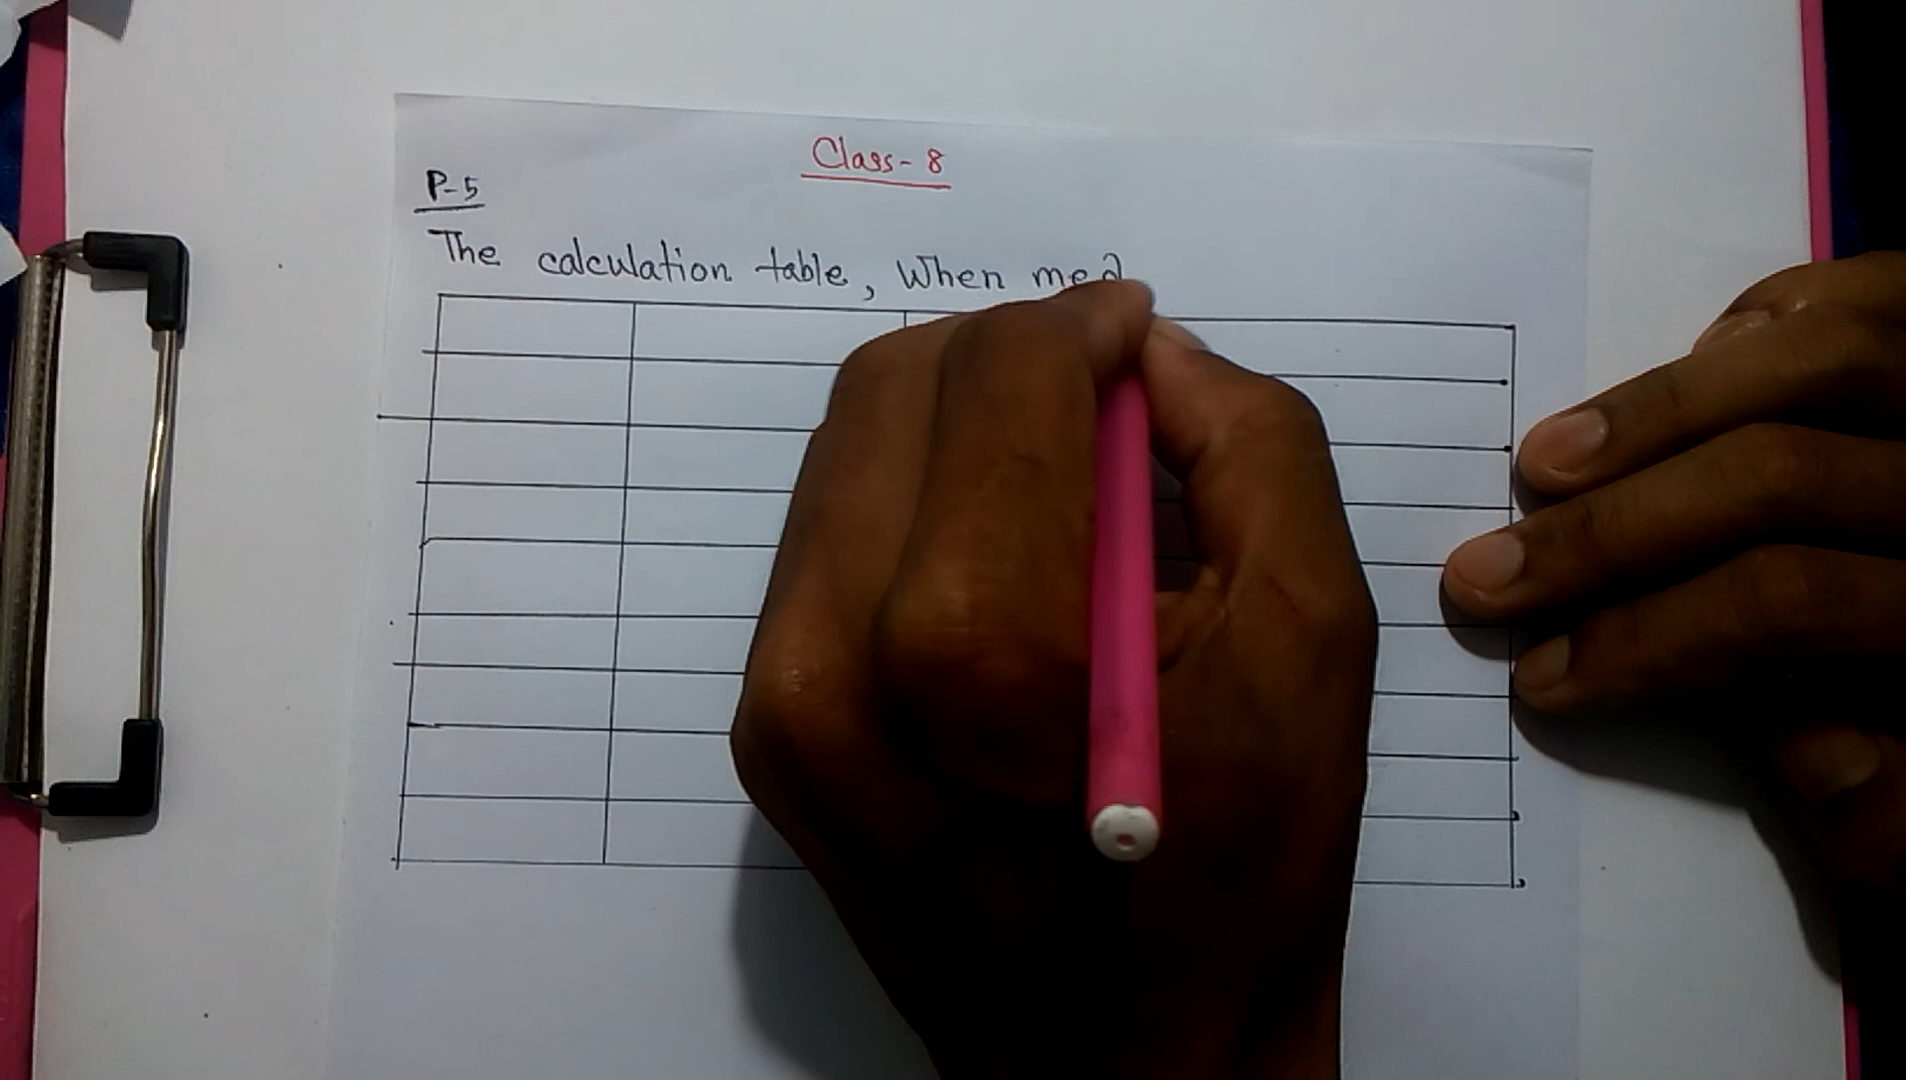 Class - 8
P-5
The calculation table, When